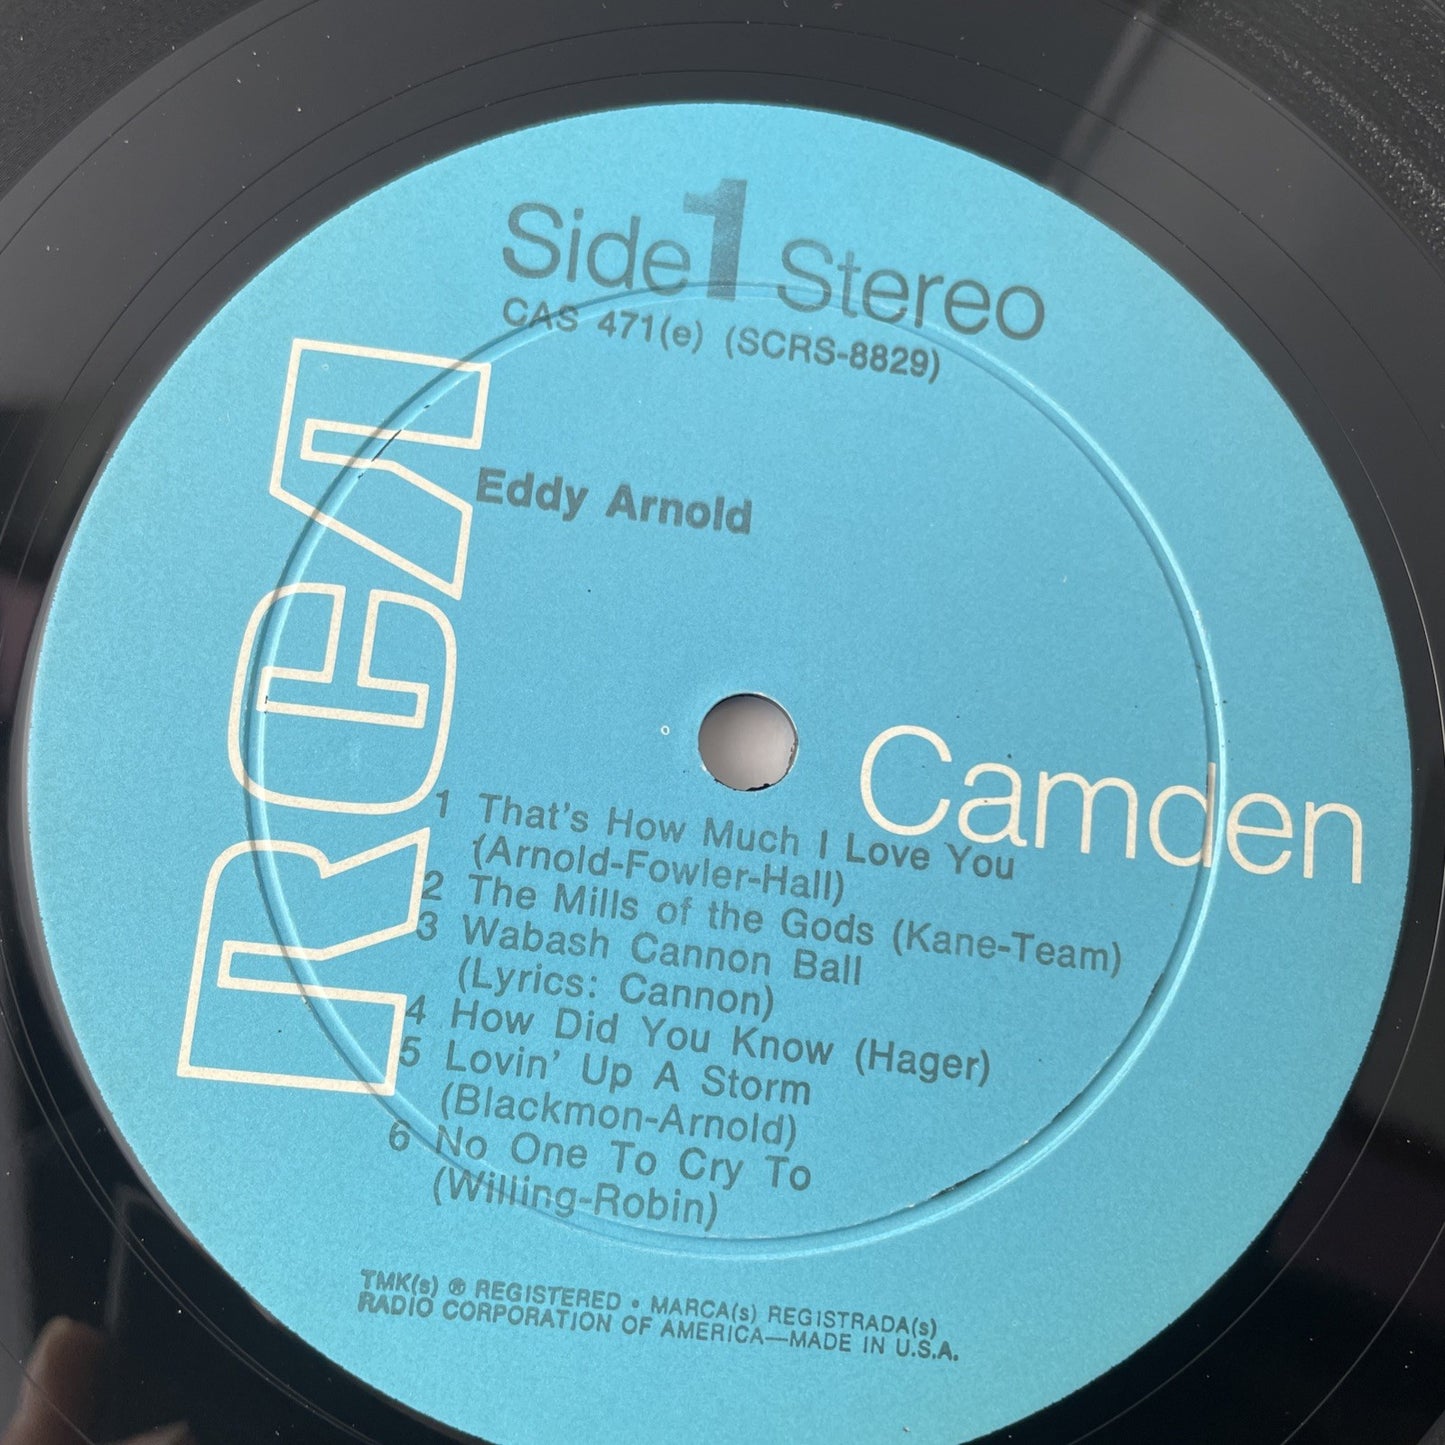 Side 1 Stereo
CAS 471(e) (SCRS-8829)
RCA
Eddy Arnold
Camden
1 That's How Much I Love You
(Arnold-Fowler-Hall)
2 The Mills of the Gods (Kane-Team)
3 Wabash Cannon Ball
(Lyrics: Cannon)
4 How Did You Know (Hager)
5 Lovin' Up A Storm
(Blackmon-Arnold)
6 No One To Cry To
(Willing-Robin)
TMK(s) ® REGISTERED • MARCA(s) REGISTRADA(s)
RADIO CORPORATION OF AMERICA—MADE IN U.S.A.